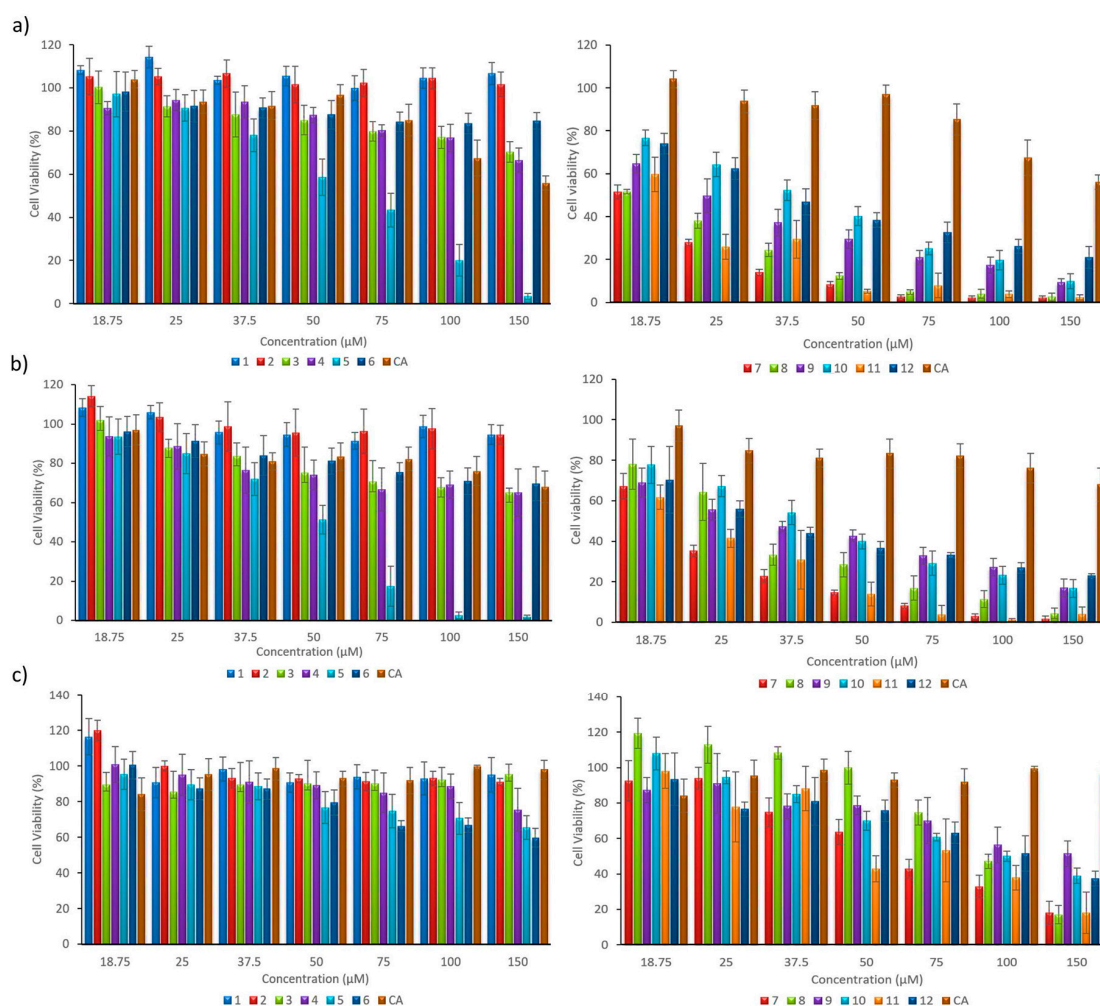 a)
Cell Viability (%)
120
100
80
60
40
20
0
18.75 25 37.5 50 75 100 150
Concentration (µM)
1 2 3 4 5 6 CA
Cell viability (%)
120
100
80
60
40
20
0
18.75 25 37.5 50 75 100 150
Concentration (µM)
7 8 9 10 11 12 CA
b)
Cell Viability (%)
120
100
80
60
40
20
0
18.75 25 37.5 50 75 100 150
Concentration (µM)
1 2 3 4 5 6 CA
Cell Viability (%)
120
100
80
60
40
20
0
18.75 25 37.5 50 75 100 150
Concentration (µM)
7 8 9 10 11 12 CA
c)
Cell Viability (%)
140
120
100
80
60
40
20
0
18.75 25 37.5 50 75 100 150
Concentration (µM)
1 2 3 4 5 6 CA
Cell Viability (%)
140
120
100
80
60
40
20
0
18.75 25 37.5 50 75 100 150
Concentration (µM)
7 8 9 10 11 12 CA